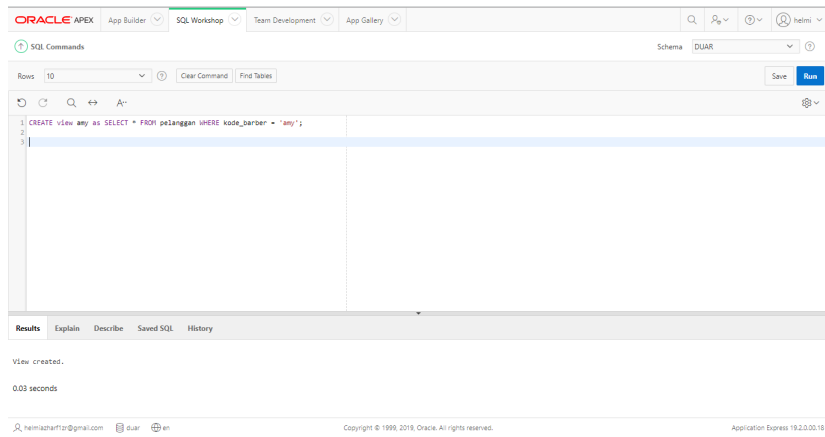 ORACLE APEX App Builder SQL Workshop Team Development App Gallery helmi
SQL Commands Schema DUAR
Rows 10 Clear Command Find Tables Save Run
A··
1 CREATE view amy as SELECT * FROM pelanggan WHERE kode_barber = 'amy';
2
3
Results Explain Describe Saved SQL History
View created.
0.03 seconds
helmiazharf1zr@gmail.com duar en Copyright © 1999, 2019, Oracle. All rights reserved. Application Express 19.2.0.00.18